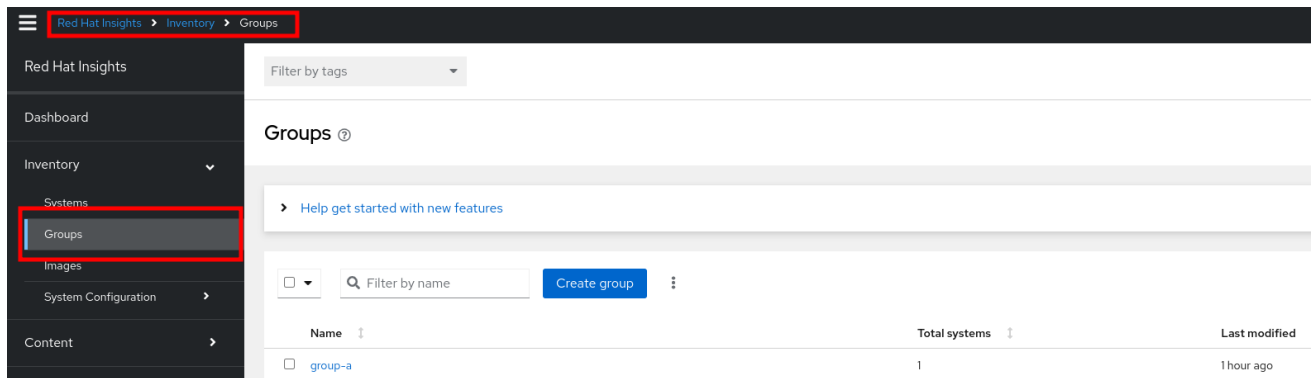 Red Hat Insights > Inventory > Groups
Red Hat Insights
Dashboard
Inventory
Systems
Groups
Images
System Configuration
Content
Filter by tags
Groups
Help get started with new features
Filter by name
Create group
Name Total systems Last modified
group-a 1 1 hour ago